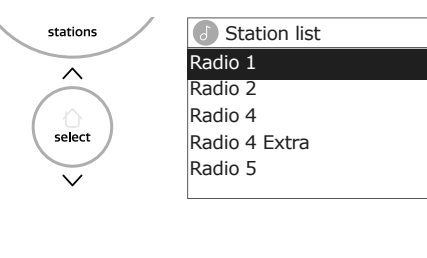 stations
select
Station list
Radio 1
Radio 2
Radio 4
Radio 4 Extra
Radio 5